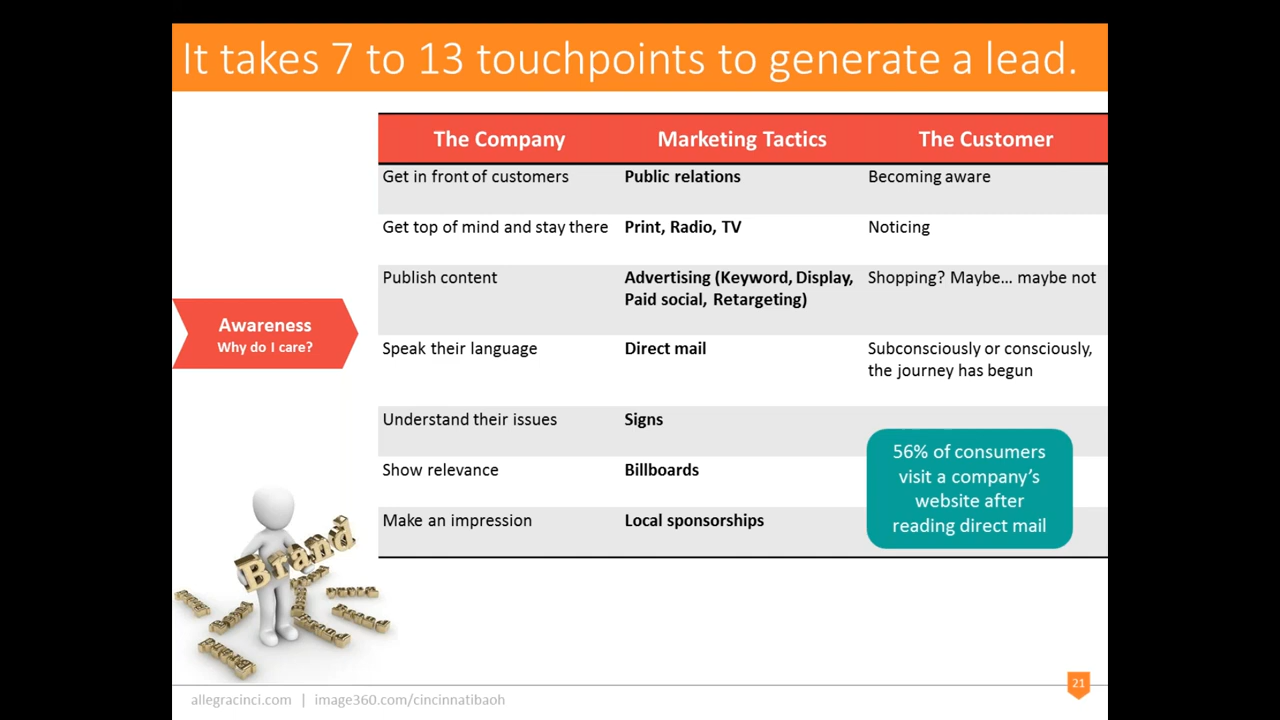 It takes 7 to 13 touchpoints to generate a lead.
The Company Marketing Tactics The Customer
Get in front of customers Public relations Becoming aware
Get top of mind and stay there Print, Radio, TV Noticing
Publish content Advertising (Keyword, Display, Shopping? Maybe... maybe not
Paid social, Retargeting)
Awareness
Why do I care?
Speak their language Direct mail Subconsciously or consciously,
the journey has begun
Understand their issues Signs
Show relevance Billboards
Make an impression Local sponsorships
56% of consumers
visit a company's
website after
reading direct mail
Brand
allegracinci.com | image360.com/cincinnatibaoh
21